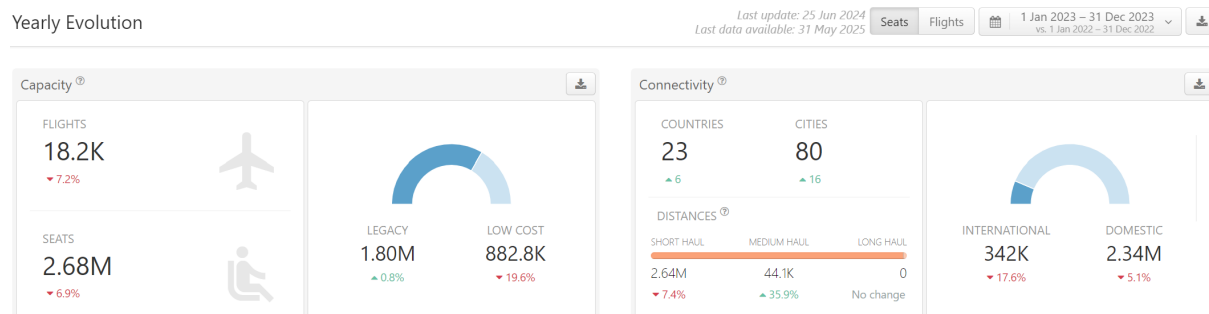 Yearly Evolution
Last update: 25 Jun 2024
Last data available: 31 May 2025
Seats
Flights
1 Jan 2023 – 31 Dec 2023
vs. 1 Jan 2022 – 31 Dec 2022
Capacity ?
FLIGHTS
18.2K
7.2%
SEATS
2.68M
6.9%
LEGACY
1.80M
0.8%
LOW COST
882.8K
19.6%
Connectivity ?
COUNTRIES
23
6
CITIES
80
16
DISTANCES ?
SHORT HAUL MEDIUM HAUL LONG HAUL
2.64M 44.1K 0
7.4% 35.9% No change
INTERNATIONAL
342K
17.6%
DOMESTIC
2.34M
5.1%